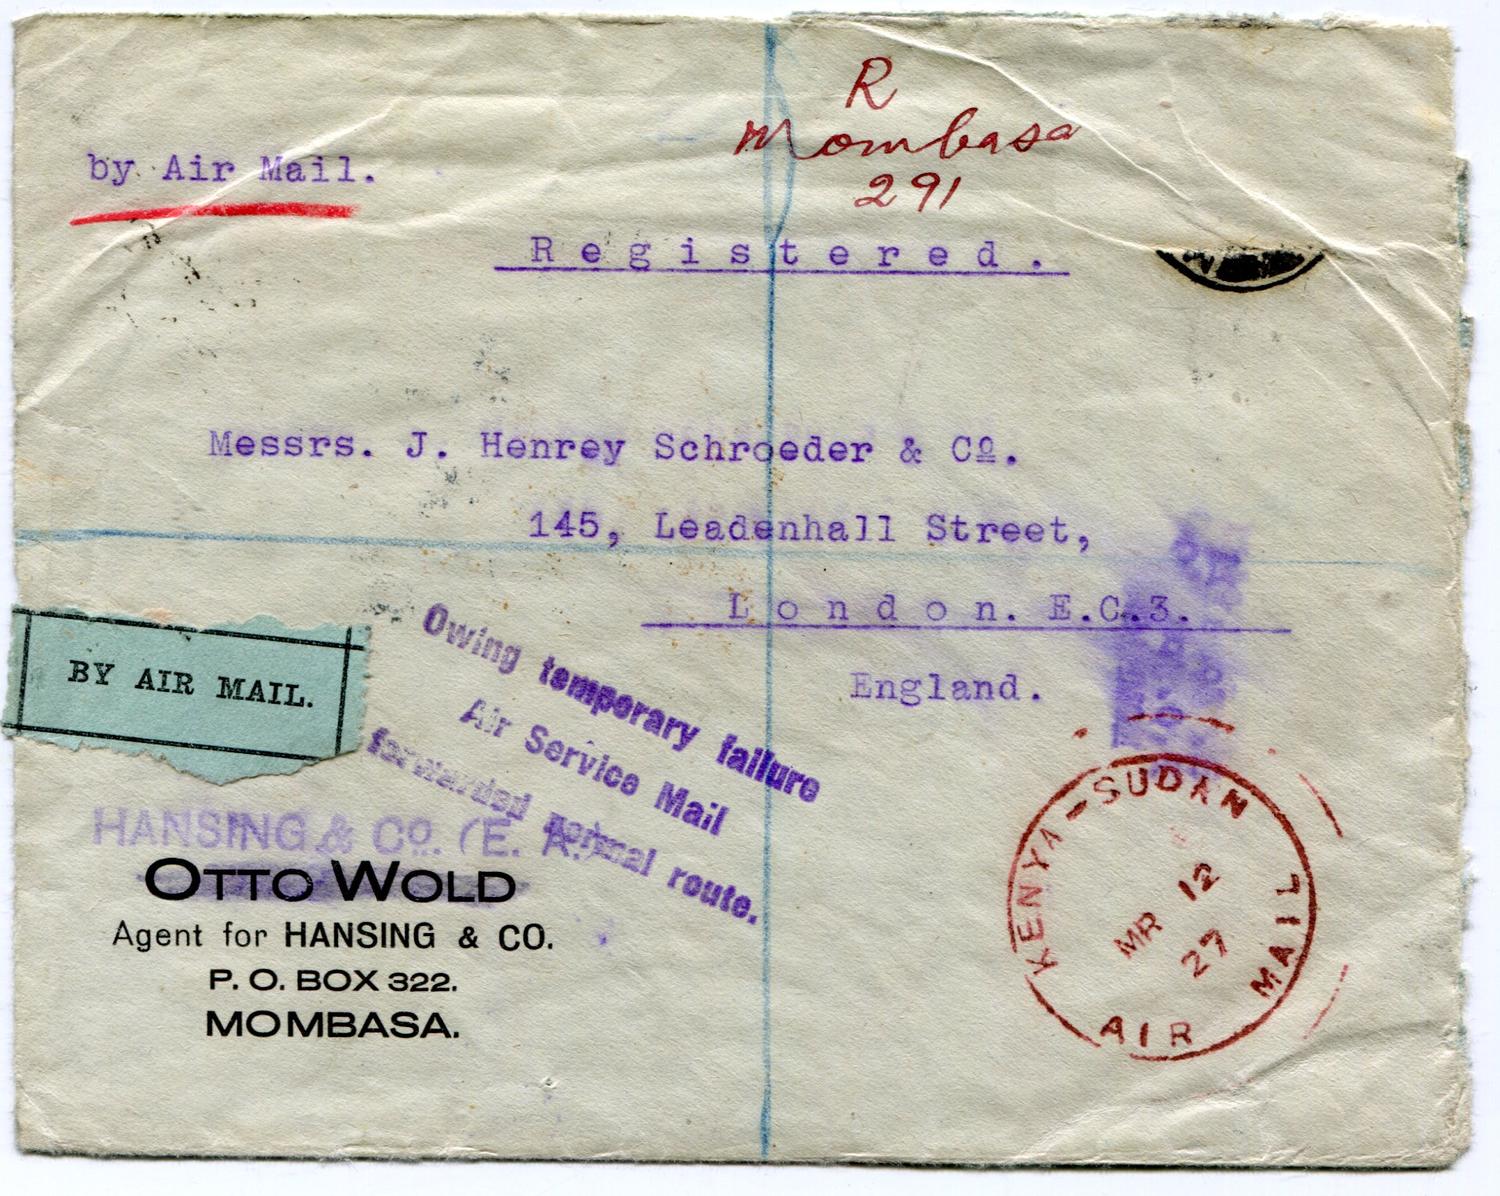 R
Mombasa
291
by Air Mail.
Registered.
Messrs. J. Henrey Schroeder & Co.
145, Leadenhall Street,
London. E.C.3.
England.
BY AIR MAIL.
Owing temporary failure
Air Service Mail
forwarded normal route.
HANSING & Co. (E. A.)
OTTO WOLD
Agent for HANSING & CO.
P. O. BOX 322.
MOMBASA.
KENYA-SUDAN
AIR MAIL
12
MR
27